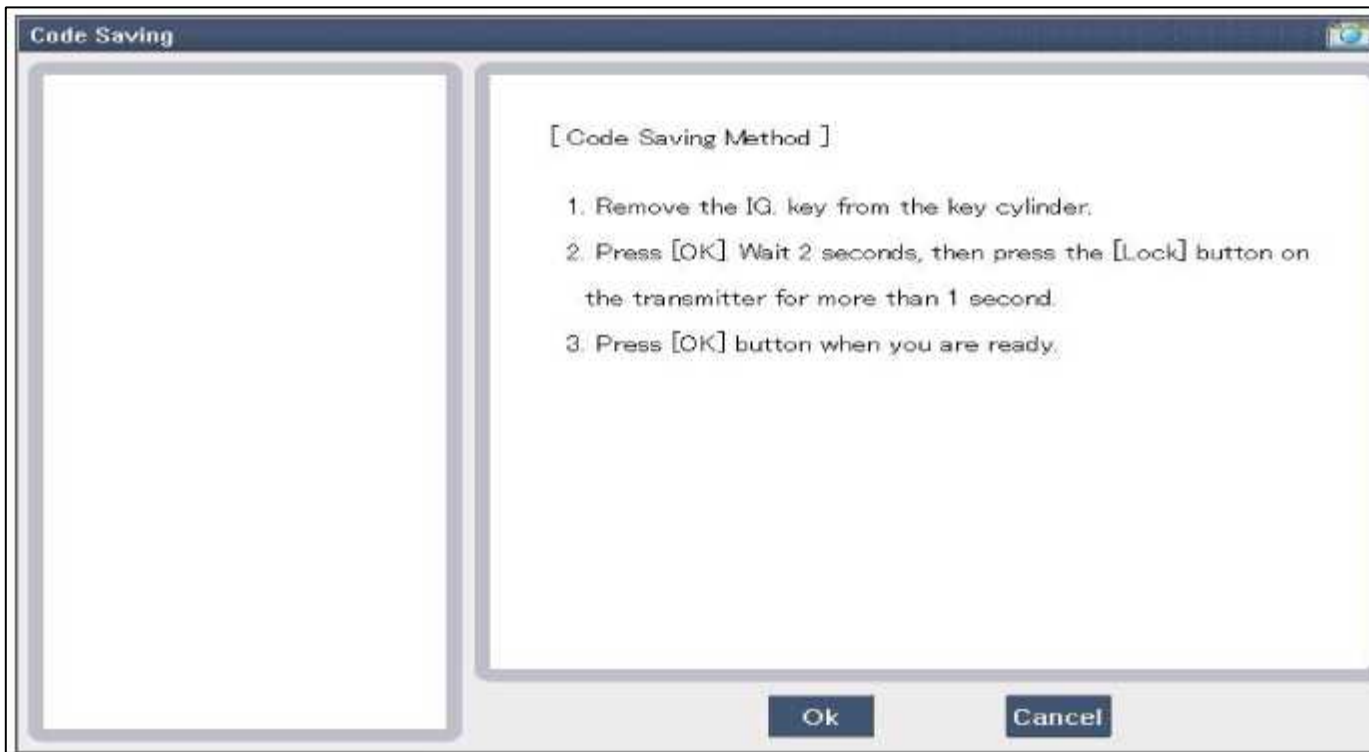 Code Saving
[ Code Saving Method ]
1. Remove the IG. key from the key cylinder.
2. Press [OK]. Wait 2 seconds, then press the [Lock] button on
the transmitter for more than 1 second.
3. Press [OK] button when you are ready.
Ok
Cancel